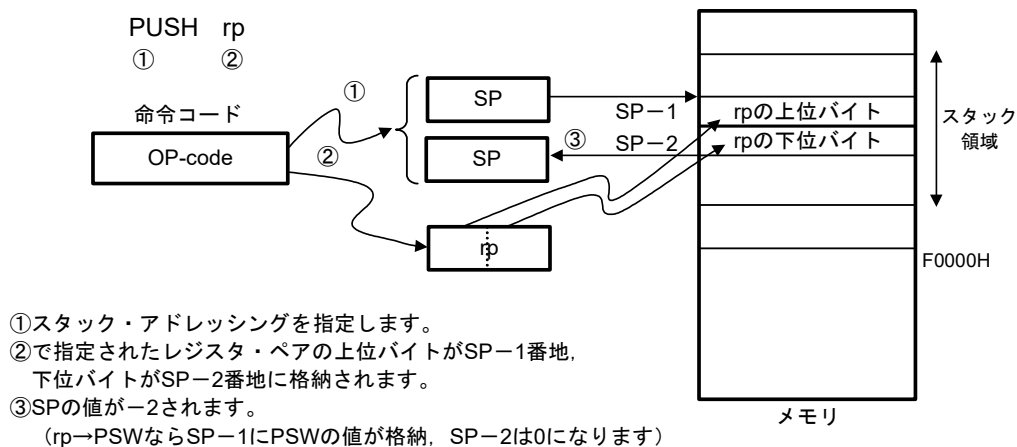 PUSH rp
① ②
命令コード
OP-code
①
②
SP
SP
③
rp
SP－1
SP－2
rpの上位バイト
rpの下位バイト
スタック
領域
F0000H
メモリ
①スタック・アドレッシングを指定します。
②で指定されたレジスタ・ペアの上位バイトがSP－1番地,
下位バイトがSP－2番地に格納されます。
③SPの値が－2されます。
（rp→PSWならSP－1にPSWの値が格納，SP－2は0になります）